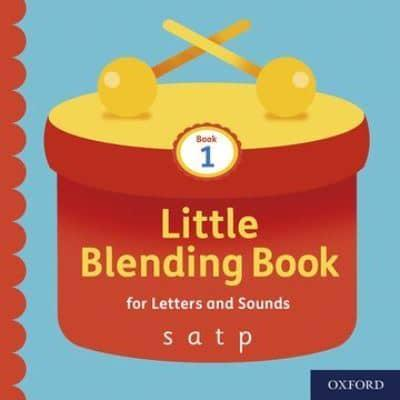 Book
1
Little
Blending Book
for Letters and Sounds
s a t p
OXFORD